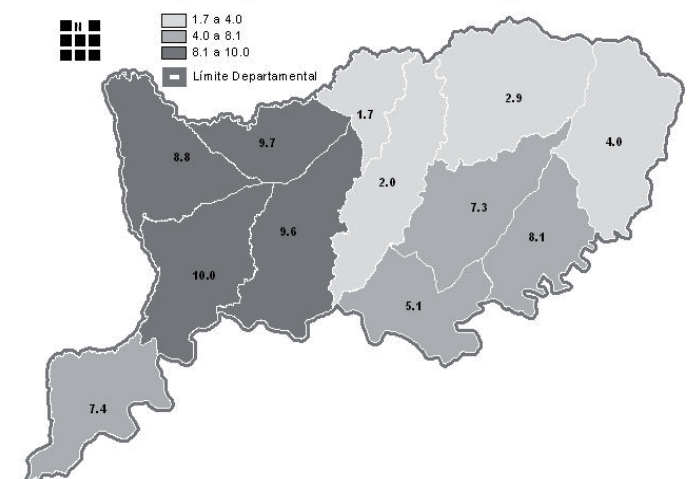 N
1.7 a 4.0
4.0 a 8.1
8.1 a 10.0
Límite Departamental
2.9
1.7
4.0
9.7
8.8
2.0
7.3
9.6
8.1
10.0
5.1
7.4